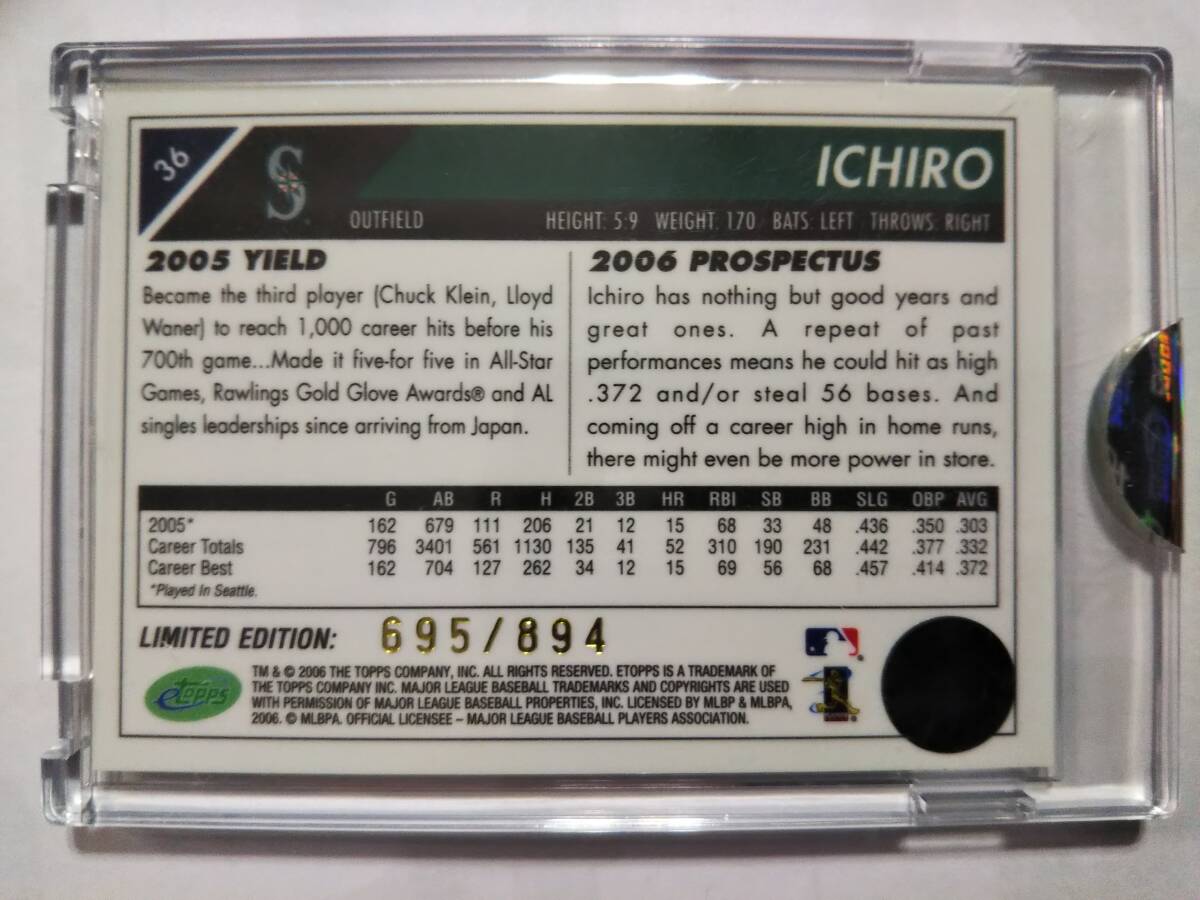 36
S
ICHIRO
OUTFIELD HEIGHT: 5:9 WEIGHT: 170 BATS: LEFT THROWS: RIGHT
2005 YIELD
Became the third player (Chuck Klein, Lloyd
Waner) to reach 1,000 career hits before his
700th game...Made it five-for five in All-Star
Games, Rawlings Gold Glove Awards® and AL
singles leaderships since arriving from Japan.
2006 PROSPECTUS
Ichiro has nothing but good years and
great ones. A repeat of past
performances means he could hit as high
.372 and/or steal 56 bases. And
coming off a career high in home runs,
there might even be more power in store.
G AB R H 2B 3B HR RBI SB BB SLG OBP AVG
2005* 162 679 111 206 21 12 15 68 33 48 .436 .350 .303
Career Totals 796 3401 561 1130 135 41 52 310 190 231 .442 .377 .332
Career Best 162 704 127 262 34 12 15 69 56 68 .457 .414 .372
*Played in Seattle.
LIMITED EDITION: 695/894
etopps
TM & © 2006 THE TOPPS COMPANY, INC. ALL RIGHTS RESERVED. ETOPPS IS A TRADEMARK OF
THE TOPPS COMPANY INC. MAJOR LEAGUE BASEBALL TRADEMARKS AND COPYRIGHTS ARE USED
WITH PERMISSION OF MAJOR LEAGUE BASEBALL PROPERTIES, INC. LICENSED BY MLBP & MLBPA,
2006. © MLBPA. OFFICIAL LICENSEE – MAJOR LEAGUE BASEBALL PLAYERS ASSOCIATION.